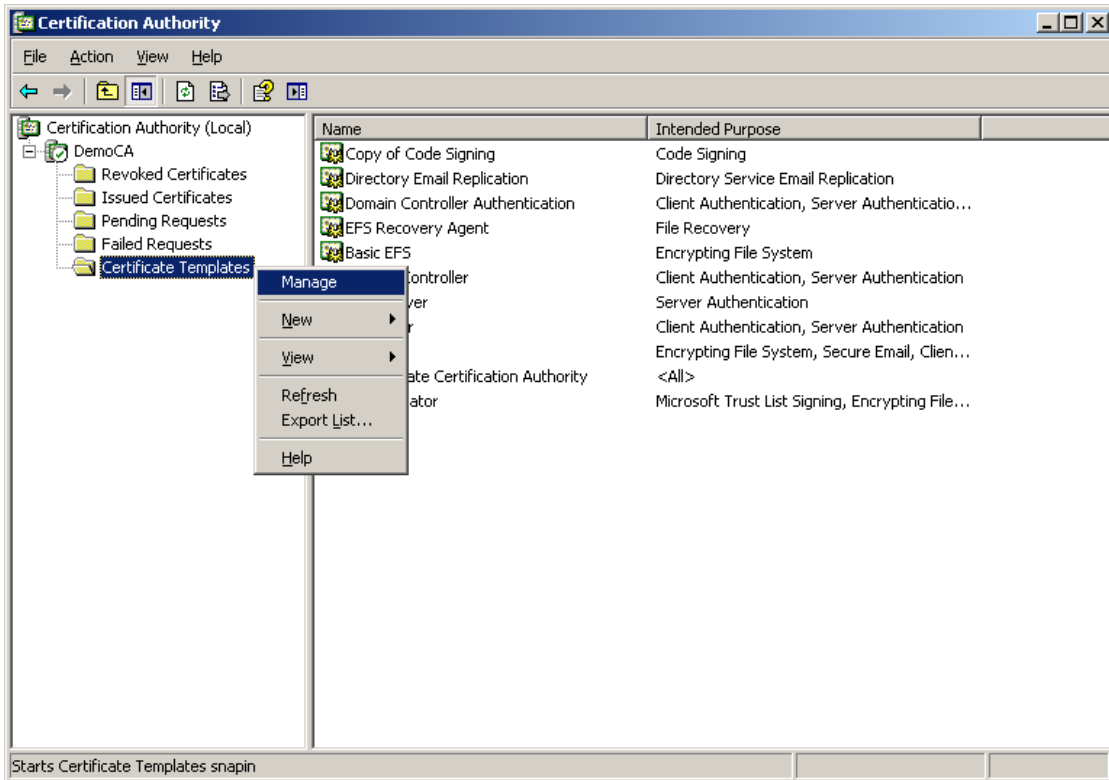 Certification Authority
File Action View Help
Certification Authority (Local)
DemoCA
Revoked Certificates
Issued Certificates
Pending Requests
Failed Requests
Certificate Templates
Manage
New
View
Refresh
Export List...
Help
Name Intended Purpose
Copy of Code Signing Code Signing
Directory Email Replication Directory Service Email Replication
Domain Controller Authentication Client Authentication, Server Authenticatio...
EFS Recovery Agent File Recovery
Basic EFS Encrypting File System
Controller Client Authentication, Server Authentication
Server Authentication
Client Authentication, Server Authentication
Encrypting File System, Secure Email, Clien...
Certification Authority <All>
Microsoft Trust List Signing, Encrypting File...
Starts Certificate Templates snapin